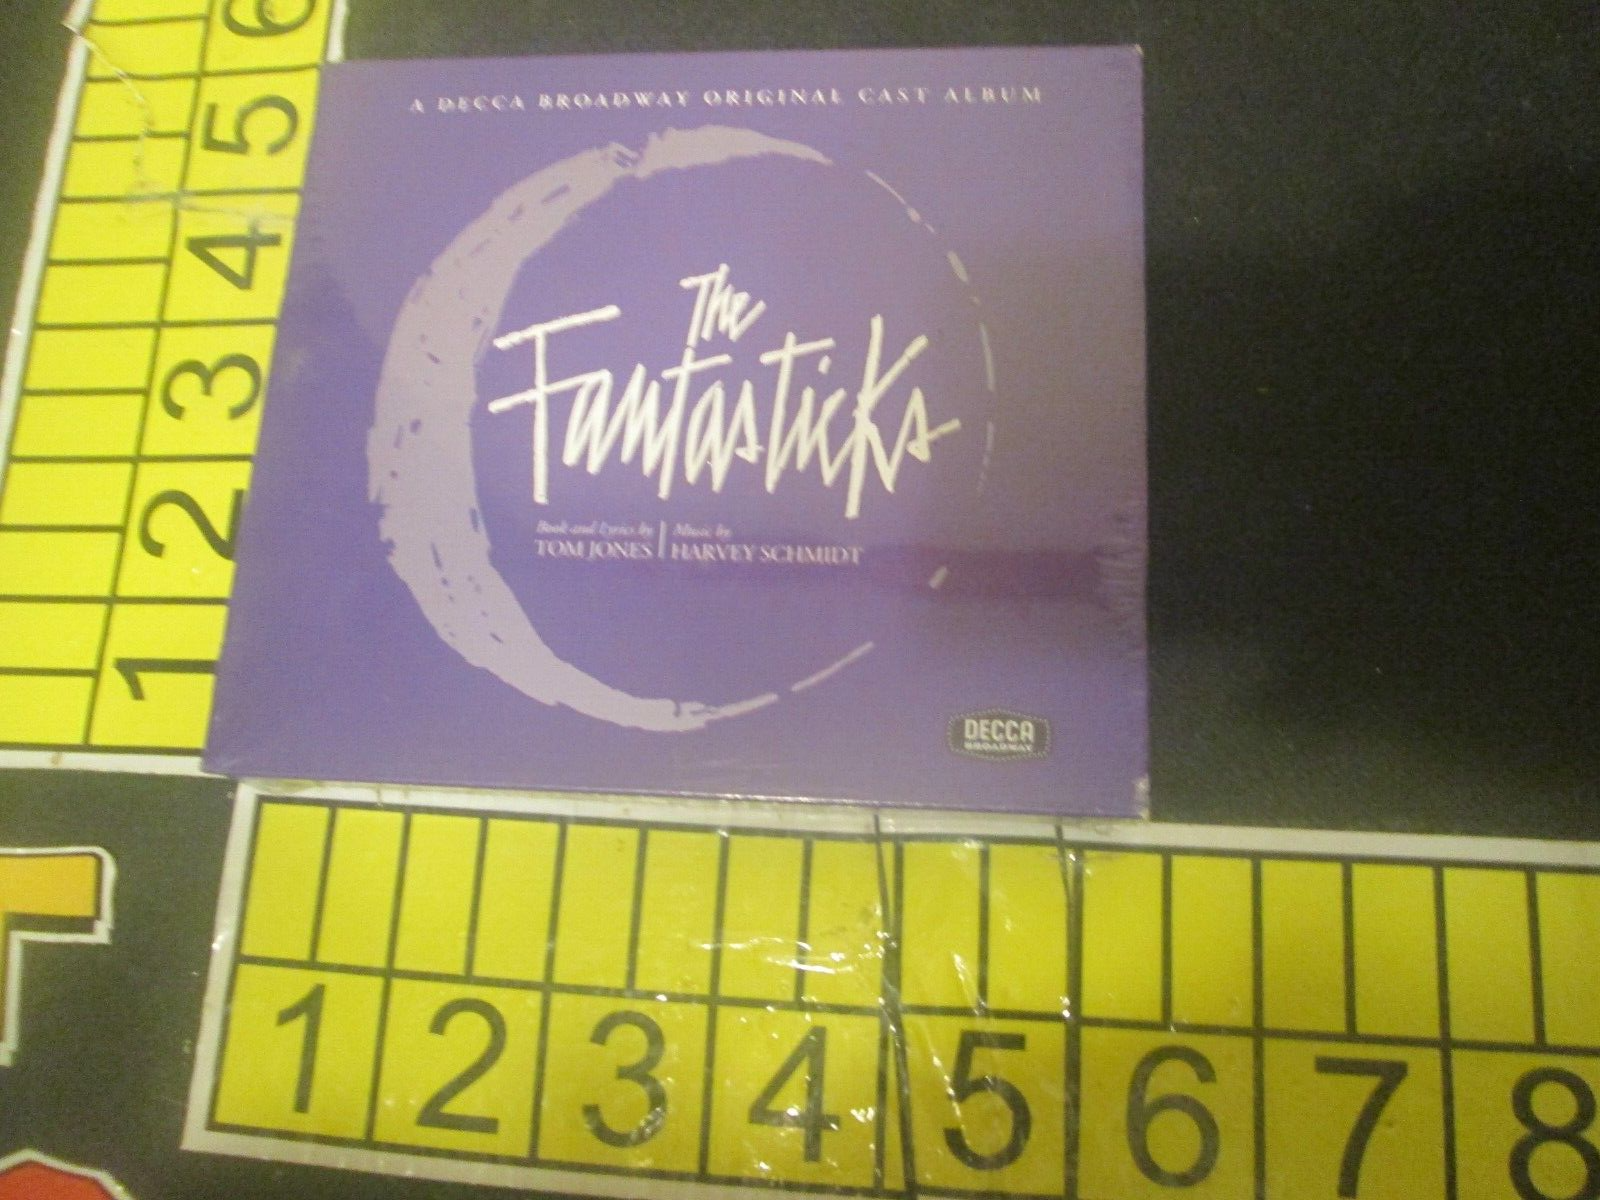 A DECCA BROADWAY ORIGINAL CAST ALBUM
The
Fantasticks
Book and Lyrics by
TOM JONES
Music by
HARVEY SCHMIDT
DECCA
BROADWAY
6
5
4
3
2
1
1 2 3 4 5 6 7 8